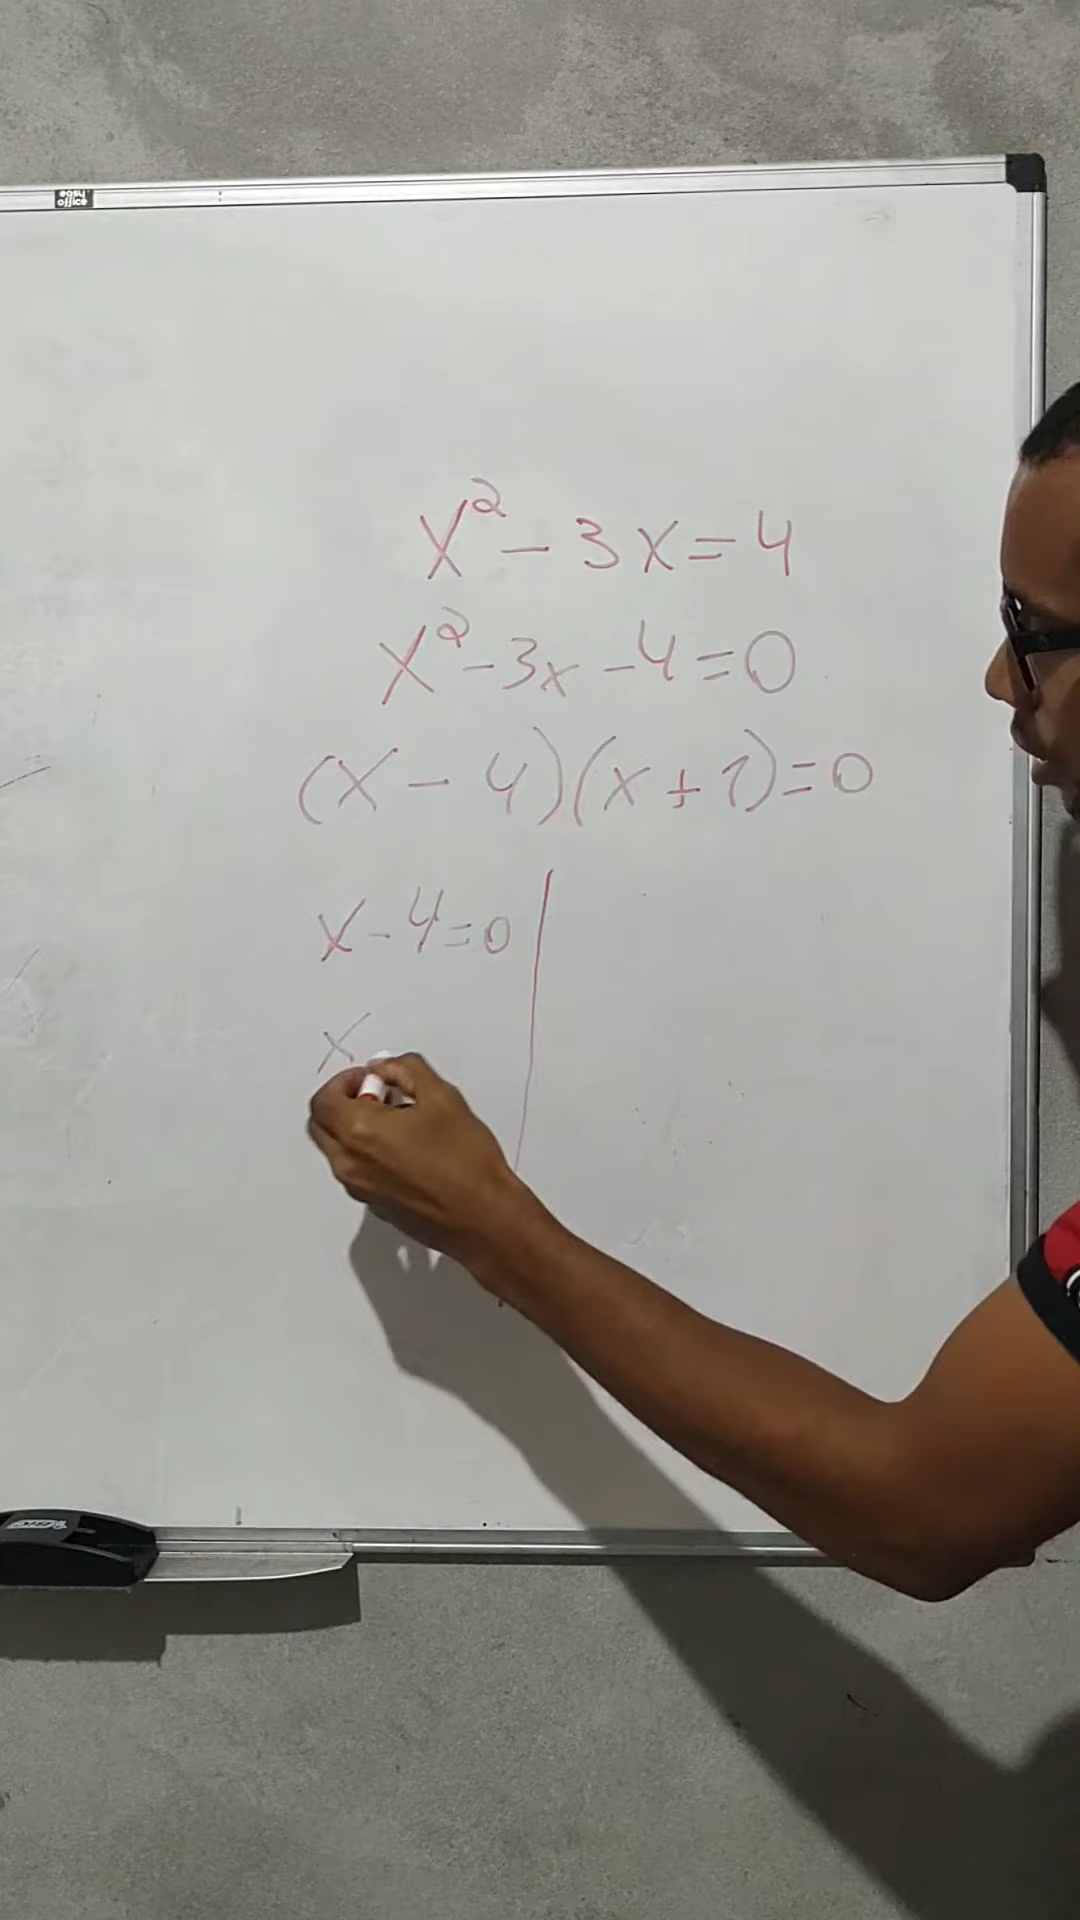 easy office
x² - 3x = 4
x² - 3x - 4 = 0
(x - 4)(x + 1) = 0
x - 4 = 0
x